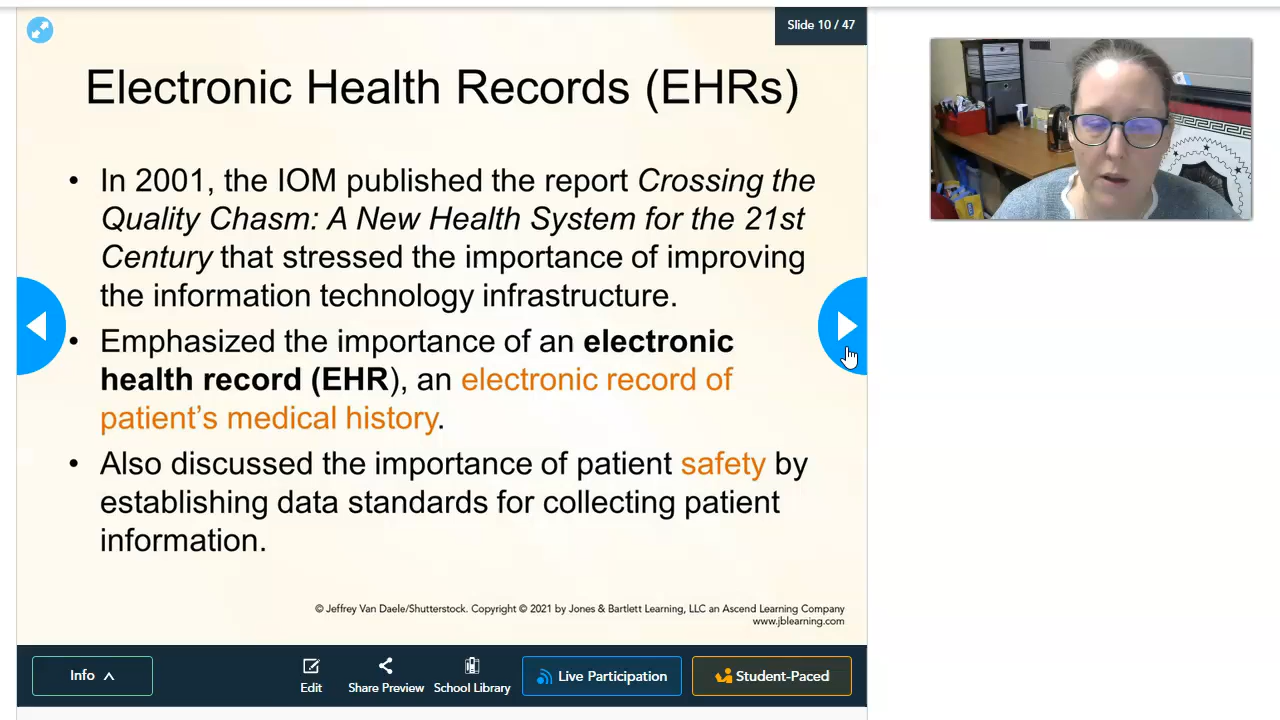 Slide 10 / 47
Electronic Health Records (EHRs)
• In 2001, the IOM published the report Crossing the
Quality Chasm: A New Health System for the 21st
Century that stressed the importance of improving
the information technology infrastructure.
• Emphasized the importance of an electronic
health record (EHR), an electronic record of
patient’s medical history.
• Also discussed the importance of patient safety by
establishing data standards for collecting patient
information.
© Jeffrey Van Daele/Shutterstock. Copyright © 2021 by Jones & Bartlett Learning, LLC an Ascend Learning Company
www.jblearning.com
Info
Edit
Share Preview
School Library
Live Participation
Student-Paced